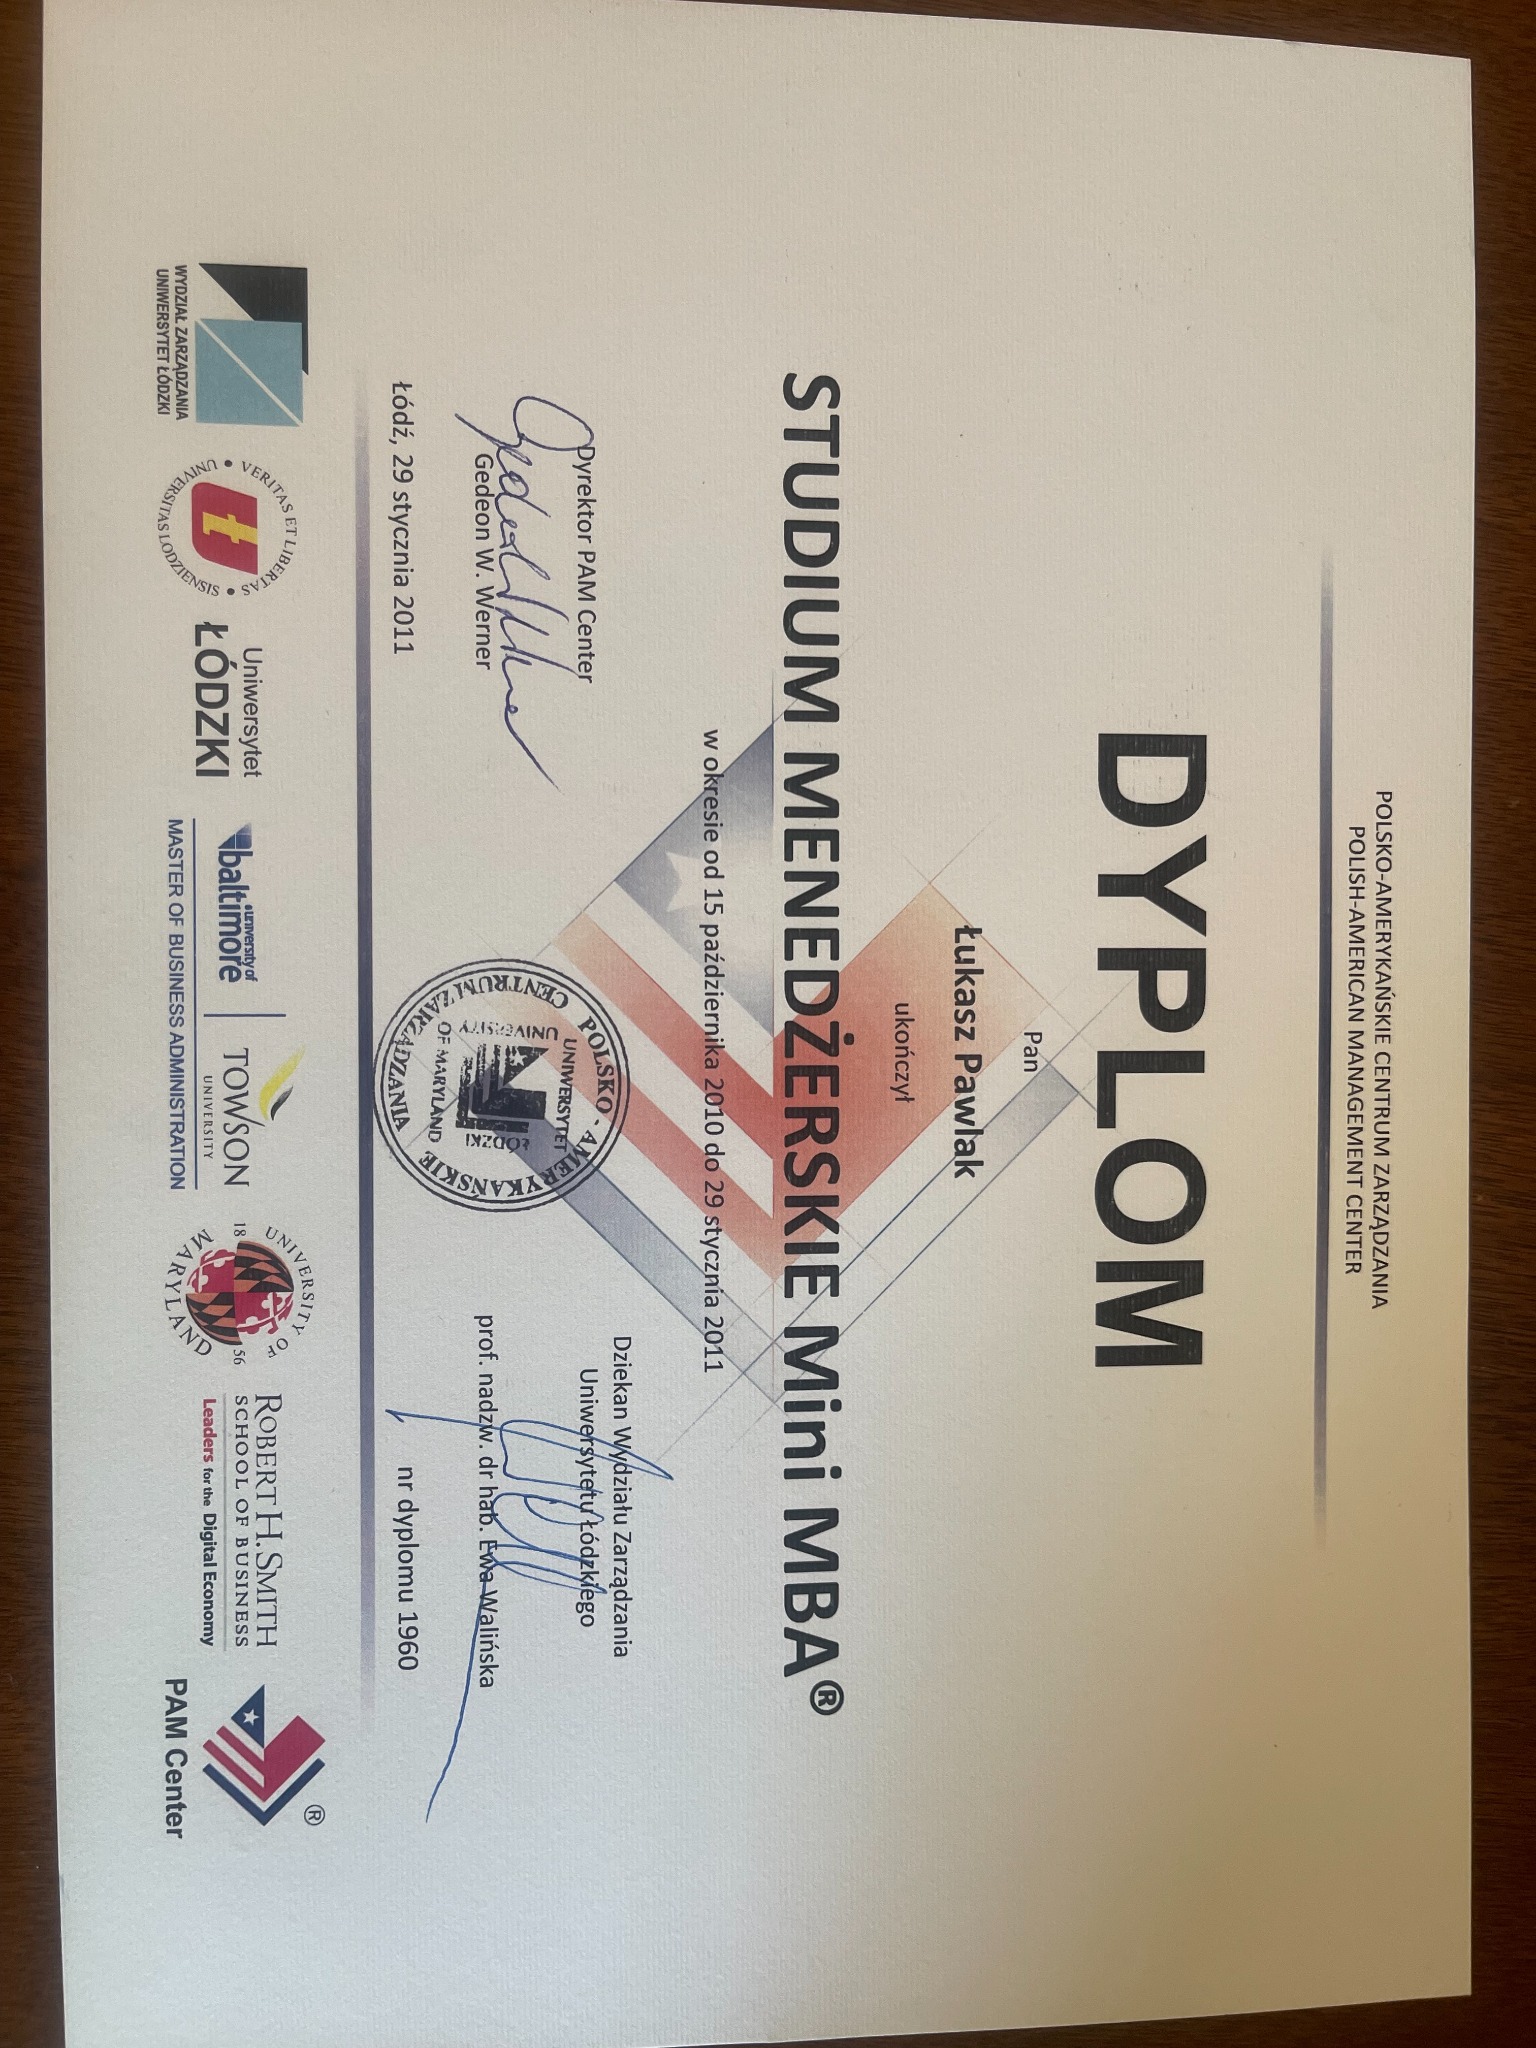 POLSKO-AMERYKAŃSKIE CENTRUM ZARZĄDZANIA
POLISH-AMERICAN MANAGEMENT CENTER
DYPLOM
Pan
Łukasz Pawlak
ukończył
STUDIUM MENEDŻERSKIE Mini MBA®
w okresie od 15 października 2010 do 29 stycznia 2011
Dyrektor PAM Center
Gedeon W. Werner
Dziekan Wydziału Zarządzania
Uniwersytetu Łódzkiego
prof. nadzw. dr hab. Ewa Walińska
POLSKO - AMERYKAŃSKIE CENTRUM ZARZĄDZANIA
UNIWERSYTET
ŁÓDZKI
UNIVERSITY
OF MARYLAND
Łódź, 29 stycznia 2011
nr dyplomu 1960
WYDZIAŁ ZARZĄDZANIA
UNIWERSYTET ŁÓDZKI
VERITAS ET LIBERTAS • UNIVERSITAS LODZIENSIS •
Uniwersytet
ŁÓDZKI
university of
baltimore
TOWSON
UNIVERSITY
MASTER OF BUSINESS ADMINISTRATION
UNIVERSITY OF
18 56
MARYLAND
ROBERT H. SMITH
SCHOOL OF BUSINESS
Leaders for the Digital Economy
®
PAM Center